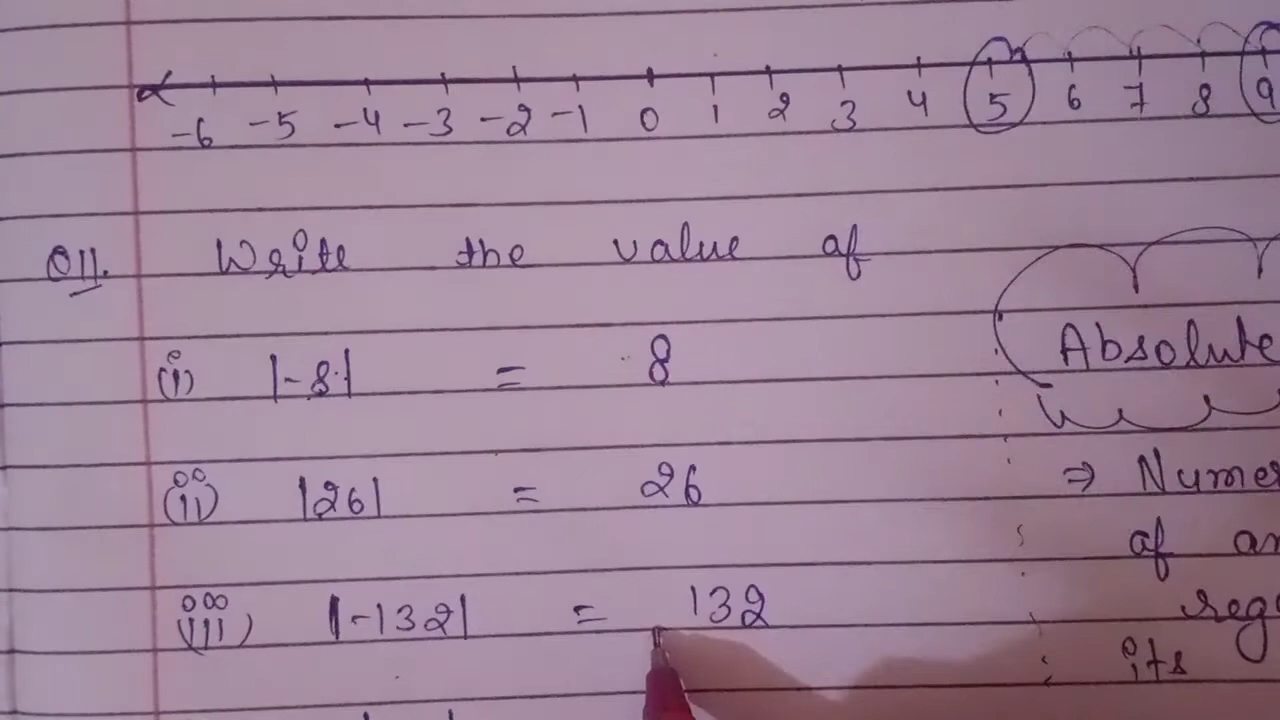 -6 -5 -4 -3 -2 -1 0 1 2 3 4 5 6 7 8 9
Q11. Write the value of
(i) |-8| = 8
Absolute
(ii) |26| = 26
⇒ Numer
of an
(iii) |-132| = 132
rega
its